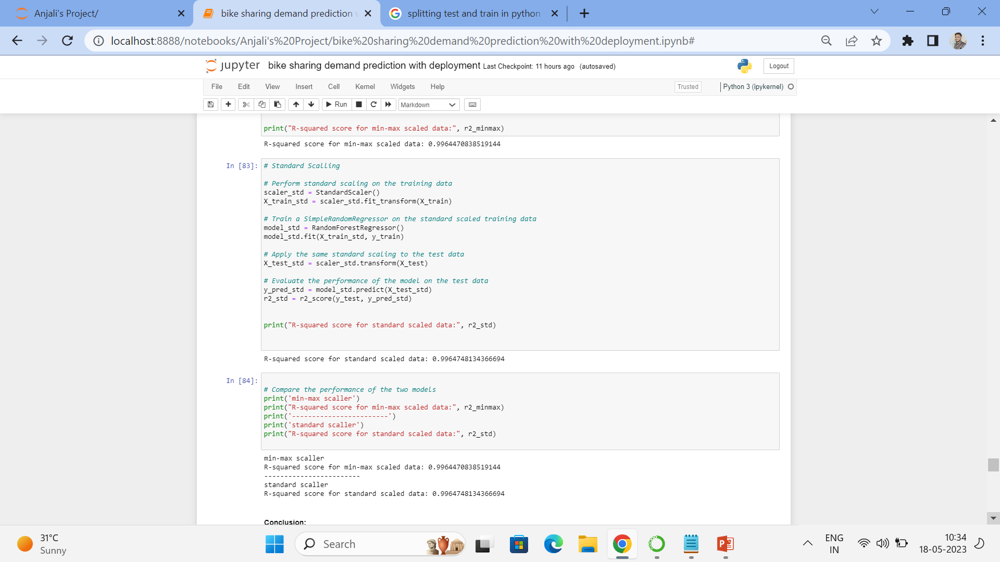 Anjali's Project/
bike sharing demand prediction
splitting test and train in python
localhost:8888/notebooks/Anjali's%20Project/bike%20sharing%20demand%20prediction%20with%20deployment.ipynb#
jupyter bike sharing demand prediction with deployment Last Checkpoint: 11 hours ago (autosaved)
Logout
File Edit View Insert Cell Kernel Widgets Help
Trusted
Python 3 (ipykernel)
Run
Markdown
print("R-squared score for min-max scaled data:", r2_minmax)
R-squared score for min-max scaled data: 0.9964470838519144
In [83]: # Standard Scalling
# Perform standard scaling on the training data
scaler_std = StandardScaler()
X_train_std = scaler_std.fit_transform(X_train)
# Train a SimpleRandomRegressor on the standard scaled training data
model_std = RandomForestRegressor()
model_std.fit(X_train_std, y_train)
# Apply the same standard scaling to the test data
X_test_std = scaler_std.transform(X_test)
# Evaluate the performance of the model on the test data
y_pred_std = model_std.predict(X_test_std)
r2_std = r2_score(y_test, y_pred_std)
print("R-squared score for standard scaled data:", r2_std)
R-squared score for standard scaled data: 0.9964748134366694
In [84]:
# Compare the performance of the two models
print('min-max scaller')
print("R-squared score for min-max scaled data:", r2_minmax)
print('------------------------')
print('standard scaller')
print("R-squared score for standard scaled data:", r2_std)
min-max scaller
R-squared score for min-max scaled data: 0.9964470838519144
------------------------
standard scaller
R-squared score for standard scaled data: 0.9964748134366694
Conclusion:
31°C
Sunny
Search
ENG
IN
10:34
18-05-2023